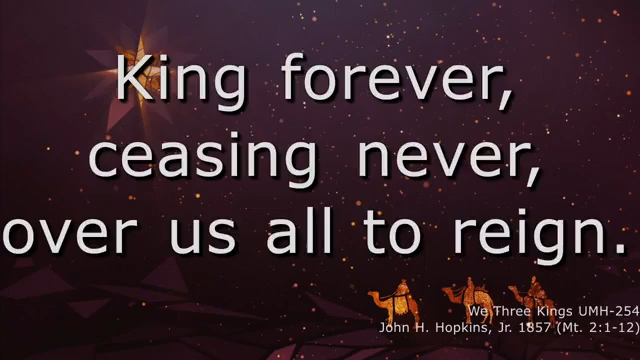 King forever,
ceasing never,
over us all to reign.
We Three Kings UMH-254
John H. Hopkins, Jr. 1857 (Mt. 2:1-12)